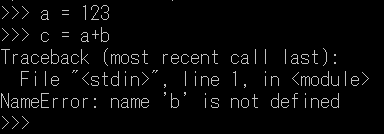 >>> a = 123
>>> c = a+b
Traceback (most recent call last):
  File "<stdin>", line 1, in <module>
NameError: name 'b' is not defined
>>>